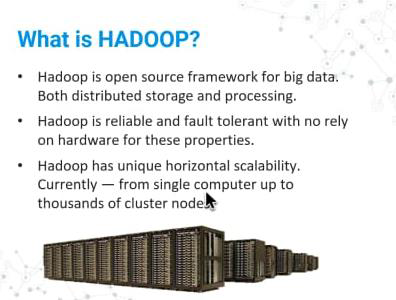 What is HADOOP?
• Hadoop is open source framework for big data.
Both distributed storage and processing.
• Hadoop is reliable and fault tolerant with no rely
on hardware for these properties.
• Hadoop has unique horizontal scalability.
Currently — from single computer up to
thousands of cluster nodes.